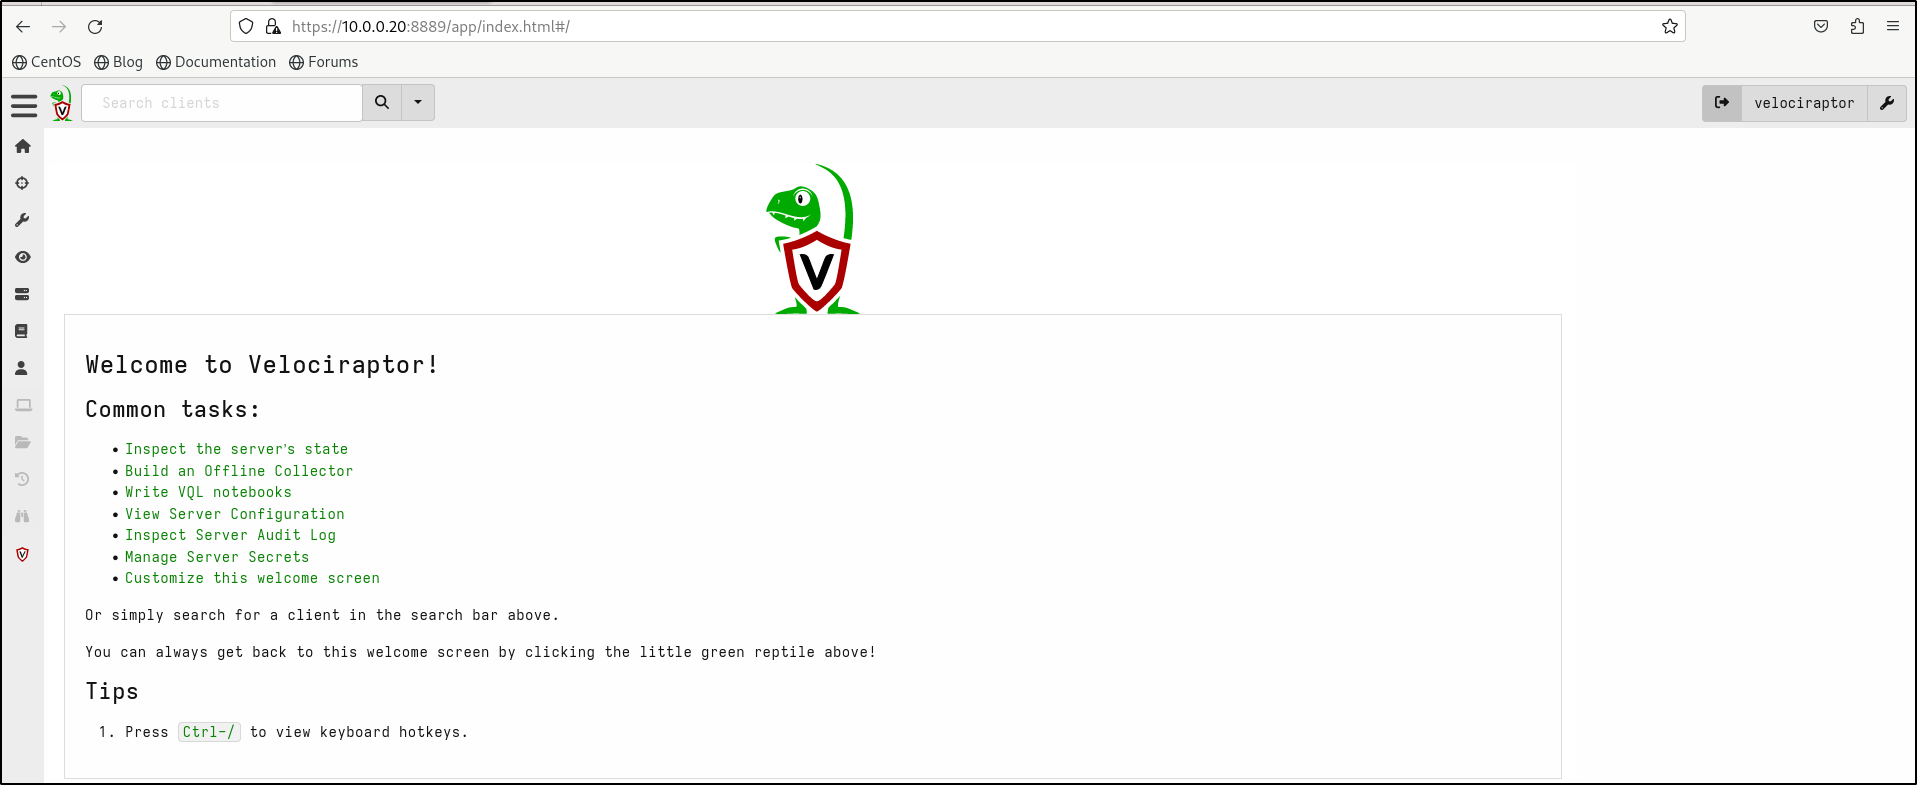 https://10.0.0.20:8889/app/index.html#/
CentOS Blog Documentation Forums
Search clients
velociraptor
V
Welcome to Velociraptor!
Common tasks:
• Inspect the server's state
• Build an Offline Collector
• Write VQL notebooks
• View Server Configuration
• Inspect Server Audit Log
• Manage Server Secrets
• Customize this welcome screen
Or simply search for a client in the search bar above.
You can always get back to this welcome screen by clicking the little green reptile above!
Tips
1. Press Ctrl-/ to view keyboard hotkeys.